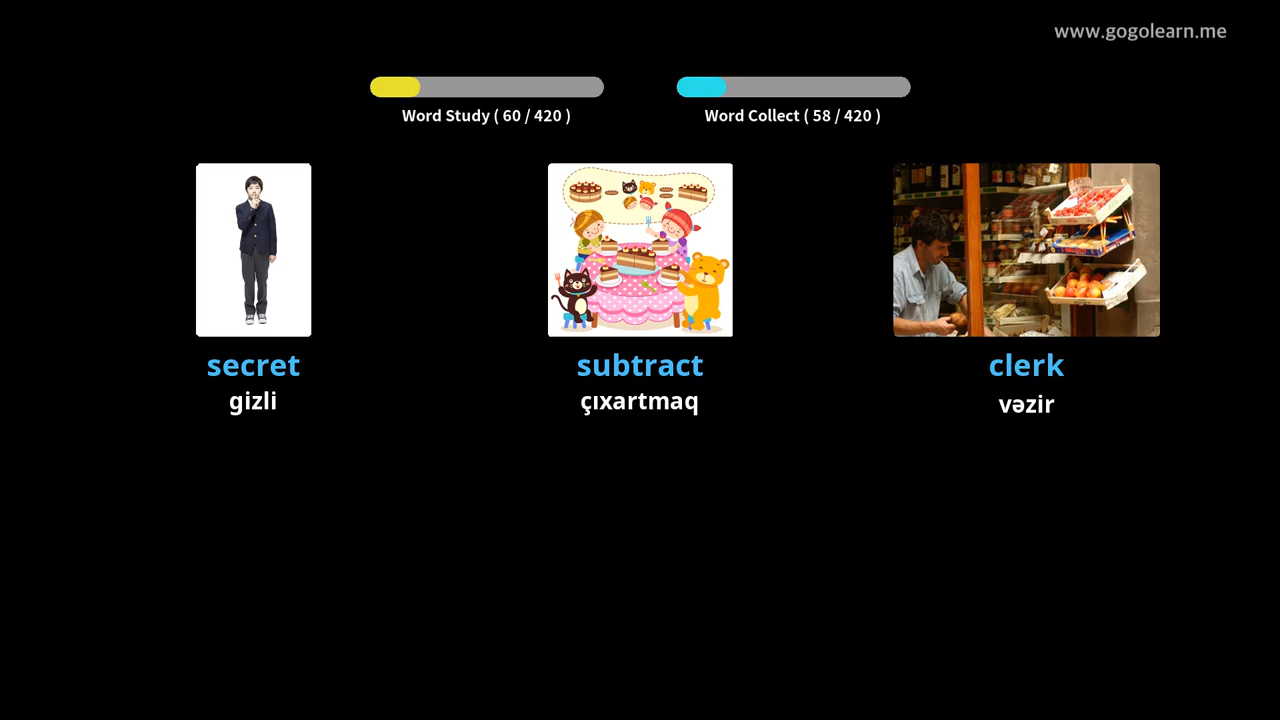 www.gogolearn.me
Word Study ( 60 / 420 )
Word Collect ( 58 / 420 )
secret
subtract
clerk
gizli
çıxartmaq
vəzir